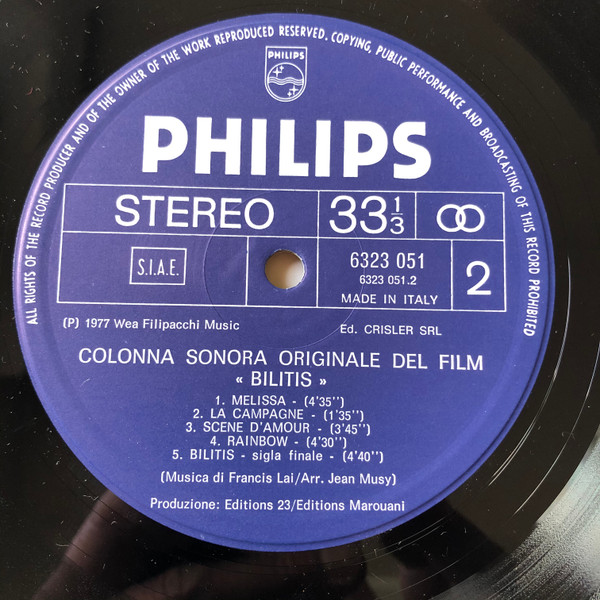 ALL RIGHTS OF THE RECORD PRODUCER AND OF THE OWNER OF THE WORK REPRODUCED RESERVED. COPYING, PUBLIC PERFORMANCE AND BROADCASTING OF THIS RECORD PROHIBITED
PHILIPS
PHILIPS
STEREO 33 1/3
S.I.A.E. 6323 051 2
6323 051.2
MADE IN ITALY
(P) 1977 Wea Filipacchi Music Ed. CRISLER SRL
COLONNA SONORA ORIGINALE DEL FILM
« BILITIS »
1. MELISSA - (4'35'')
2. LA CAMPAGNE - (1'35'')
3. SCENE D'AMOUR - (3'45'')
4. RAINBOW - (4'30'')
5. BILITIS - sigla finale - (4'40'')
(Musica di Francis Lai/Arr. Jean Musy)
Produzione: Editions 23/Editions Marouani